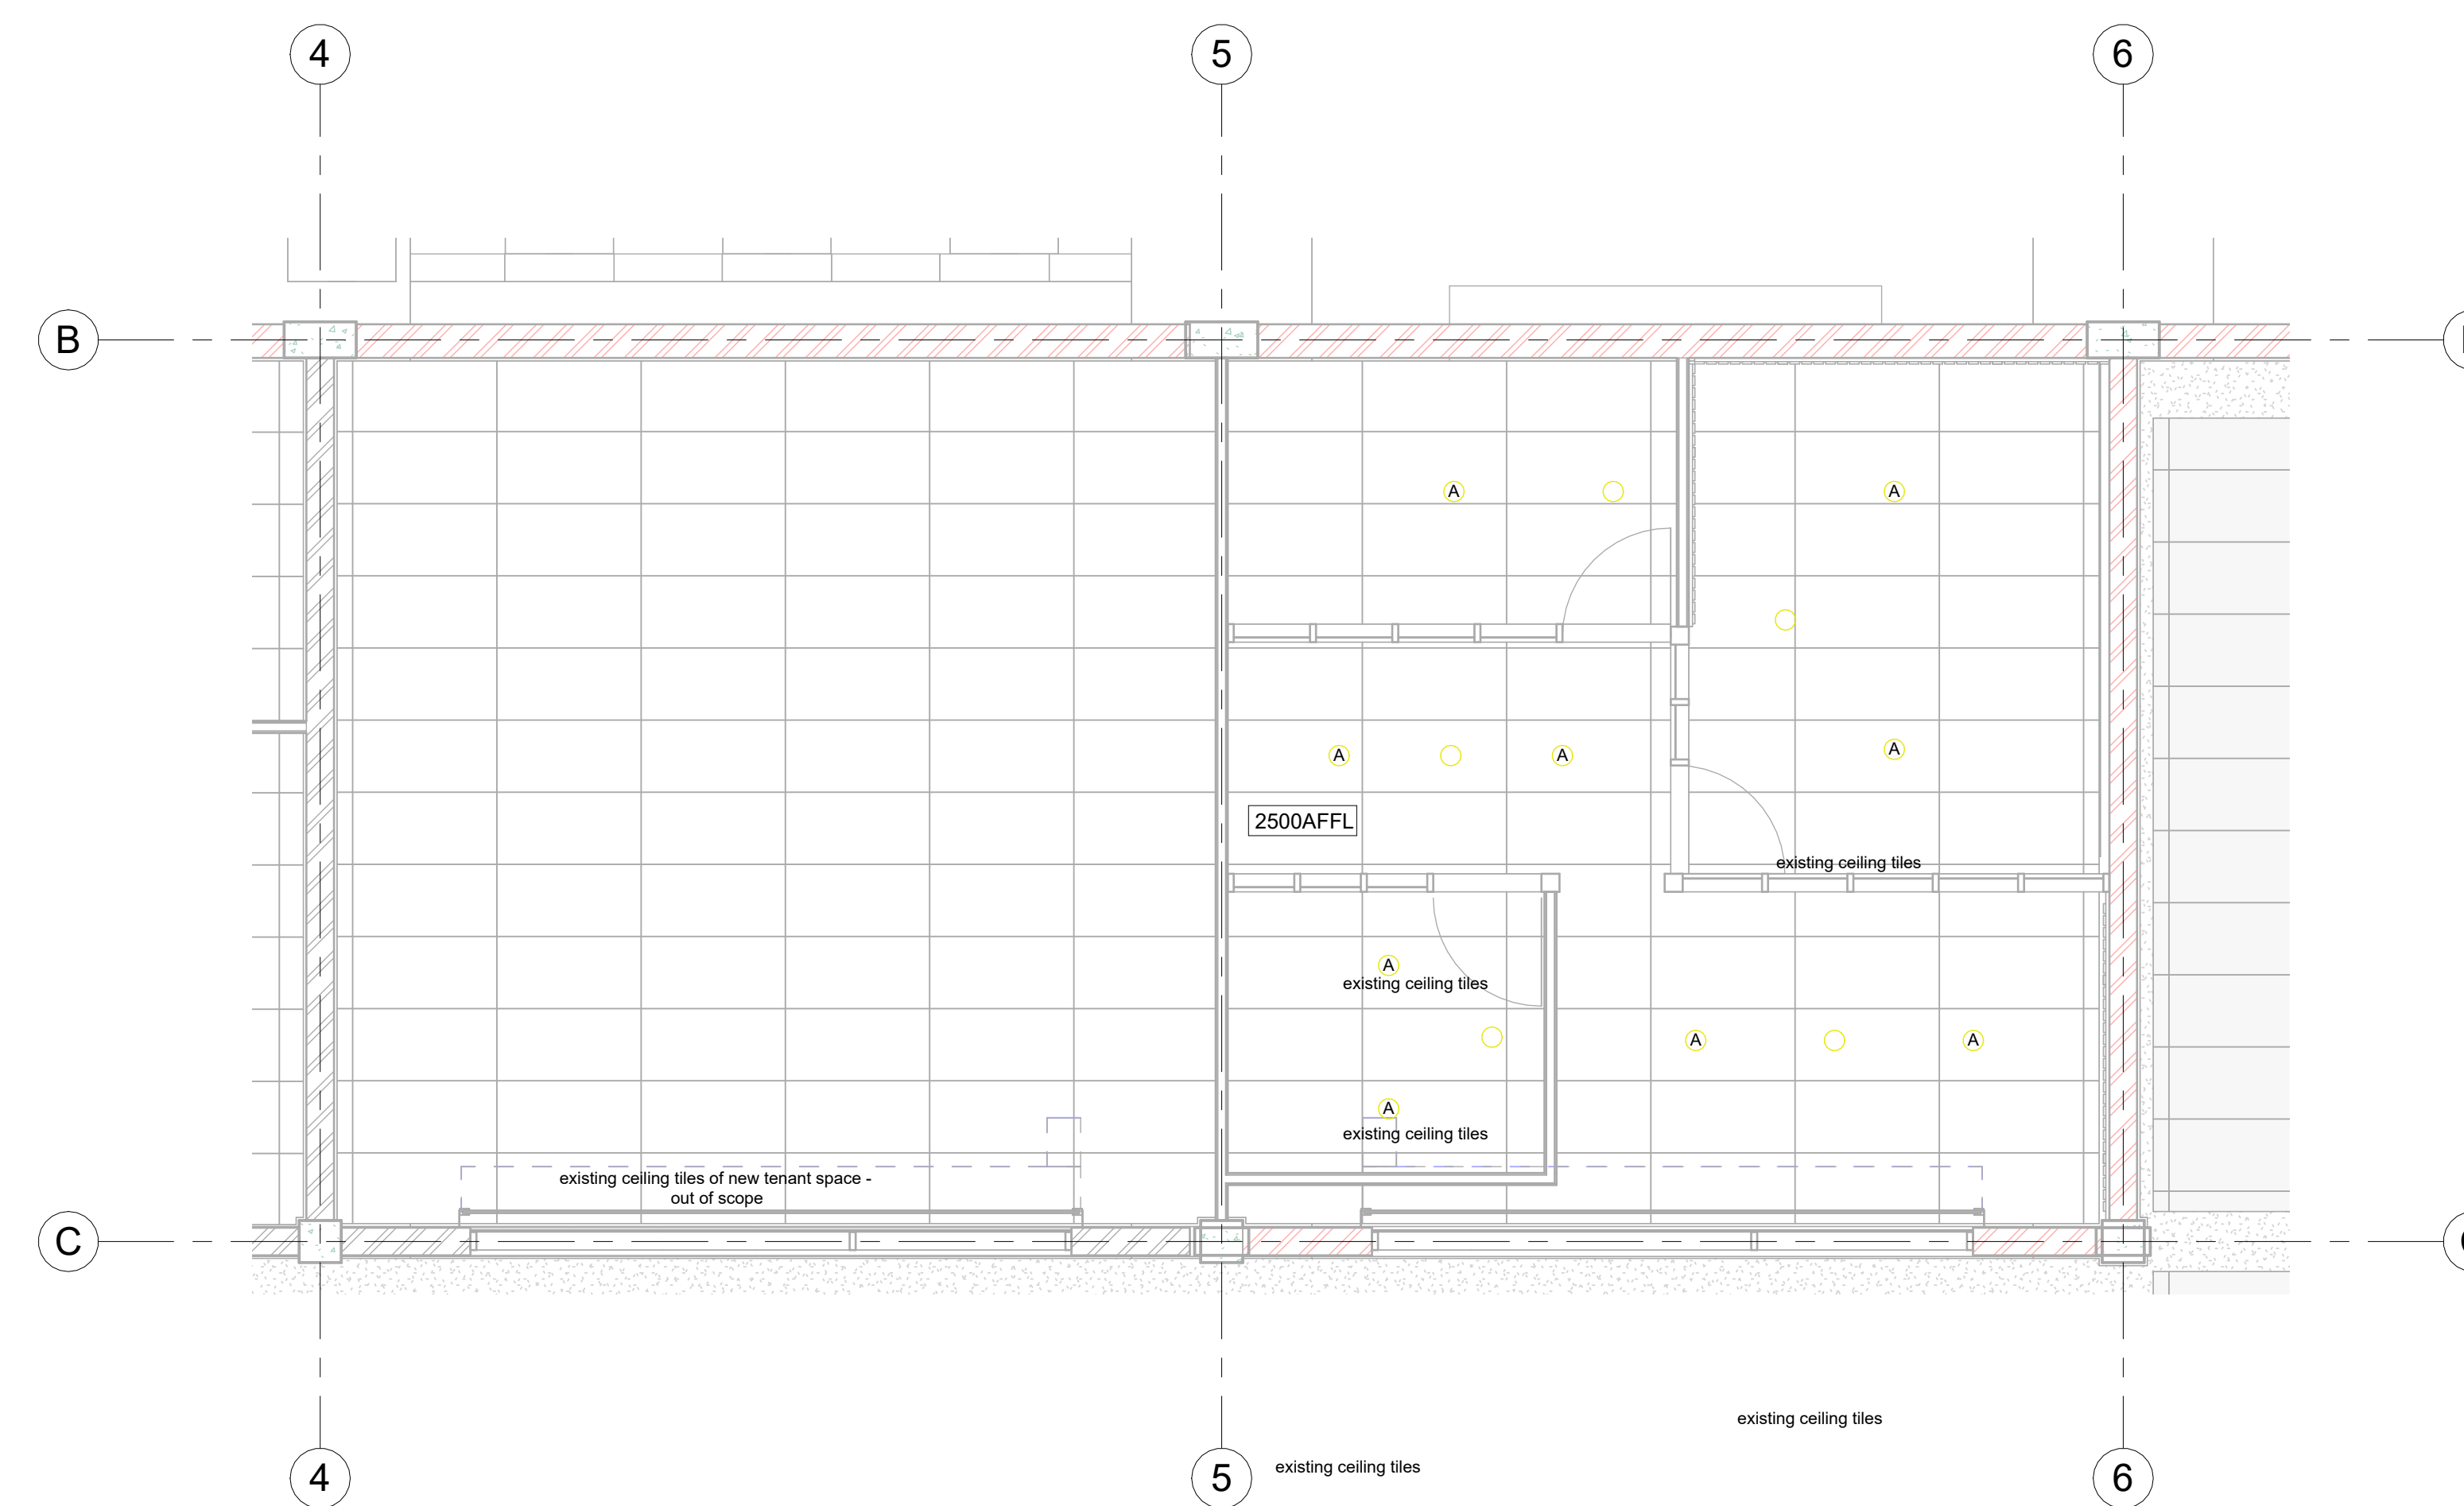 4
5
6
B
A
A
A
A
A
2500AFFL
existing ceiling tiles
A
existing ceiling tiles
A
A
A
existing ceiling tiles
existing ceiling tiles of new tenant space -
out of scope
C
existing ceiling tiles
existing ceiling tiles
4
5
6